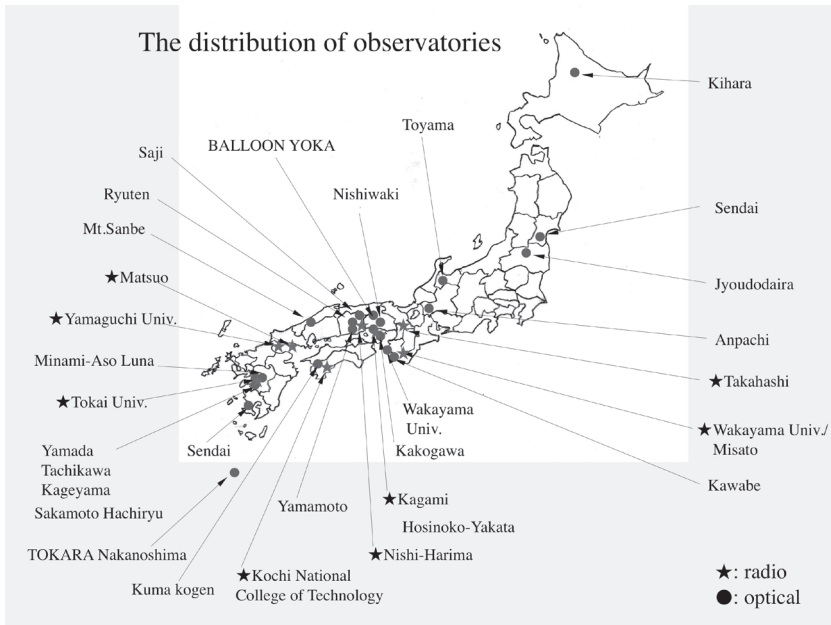 The distribution of observatories
Kihara
Toyama
BALLOON YOKA
Saji
Nishiwaki
Ryuten
Sendai
Mt.Sanbe
★Matsuo
Jyoudodaira
★Yamaguchi Univ.
Anpachi
Minami-Aso Luna
★Takahashi
★Tokai Univ.
Wakayama
Univ.
★Wakayama Univ./
Misato
Yamada
Tachikawa
Kageyama
Sakamoto Hachiryu
Sendai
Kakogawa
Kawabe
★Kagami
Yamamoto
Hosinoko-Yakata
TOKARA Nakanoshima
★Nishi-Harima
Kuma kogen
★Kochi National
College of Technology
★: radio
●: optical